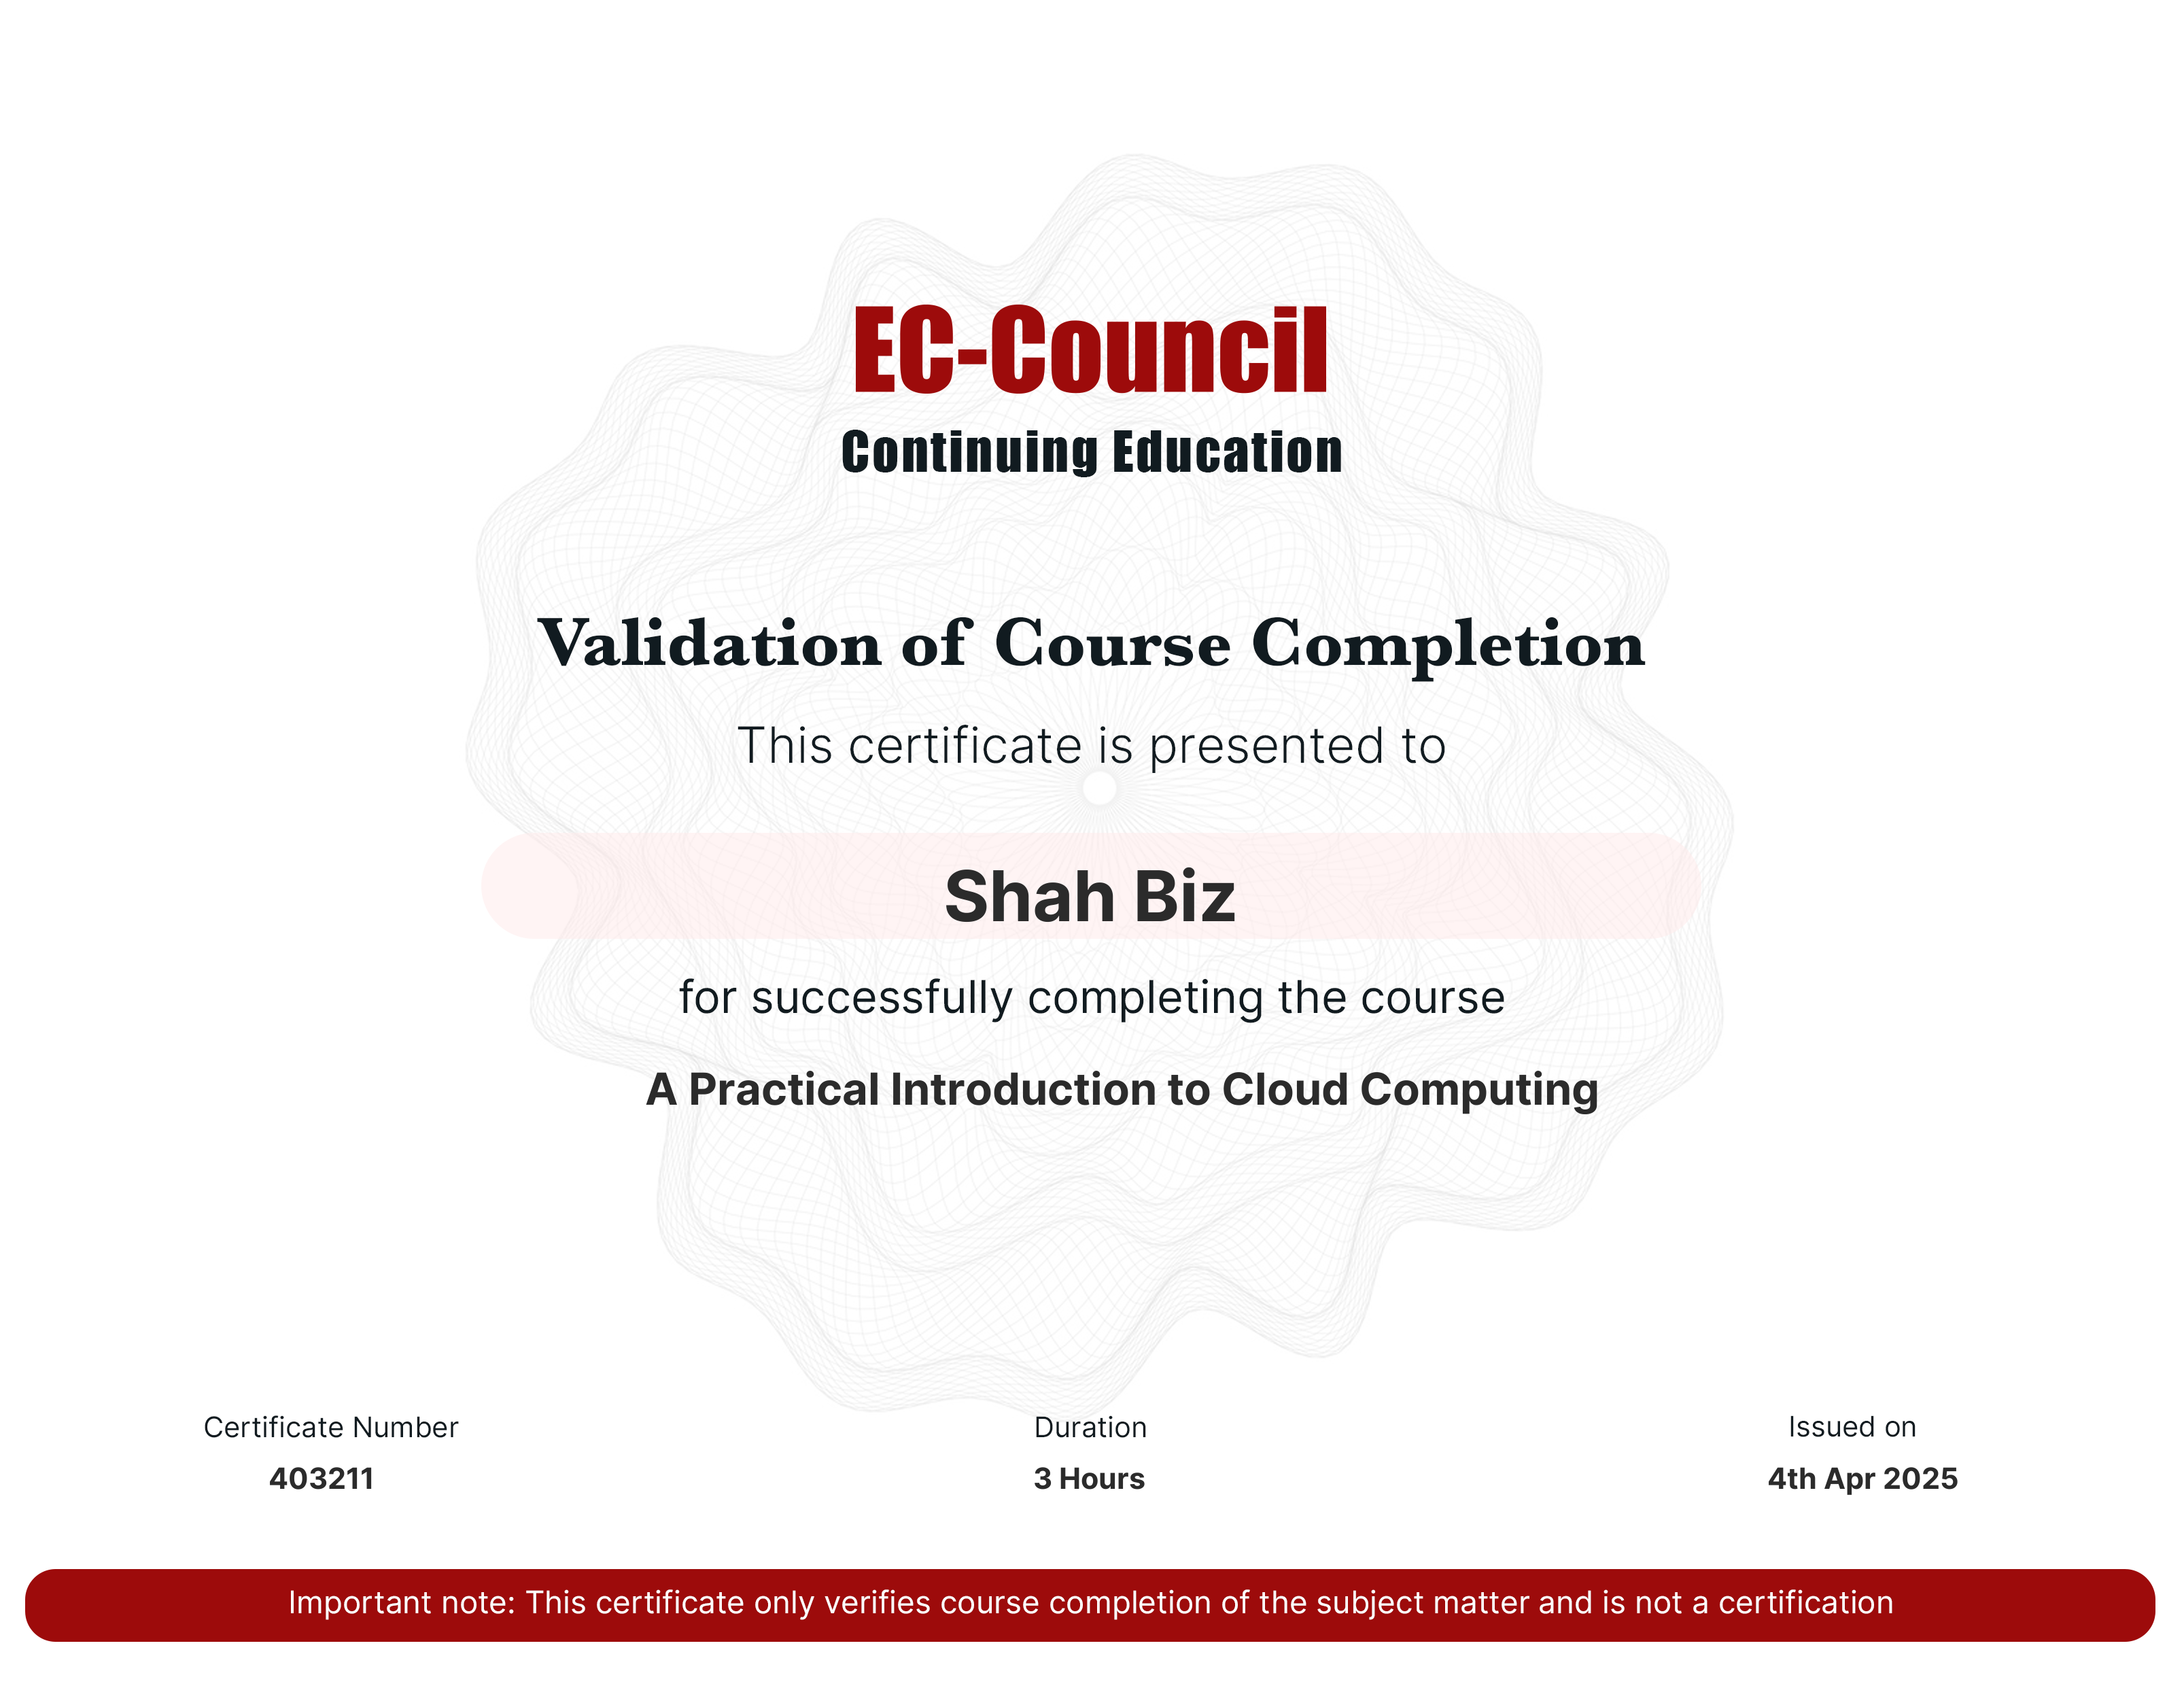 EC-Council
Continuing Education
Validation of Course Completion
This certificate is presented to
Shah Biz
for successfully completing the course
A Practical Introduction to Cloud Computing
Certificate Number
403211
Duration
3 Hours
Issued on
4th Apr 2025
Important note: This certificate only verifies course completion of the subject matter and is not a certification